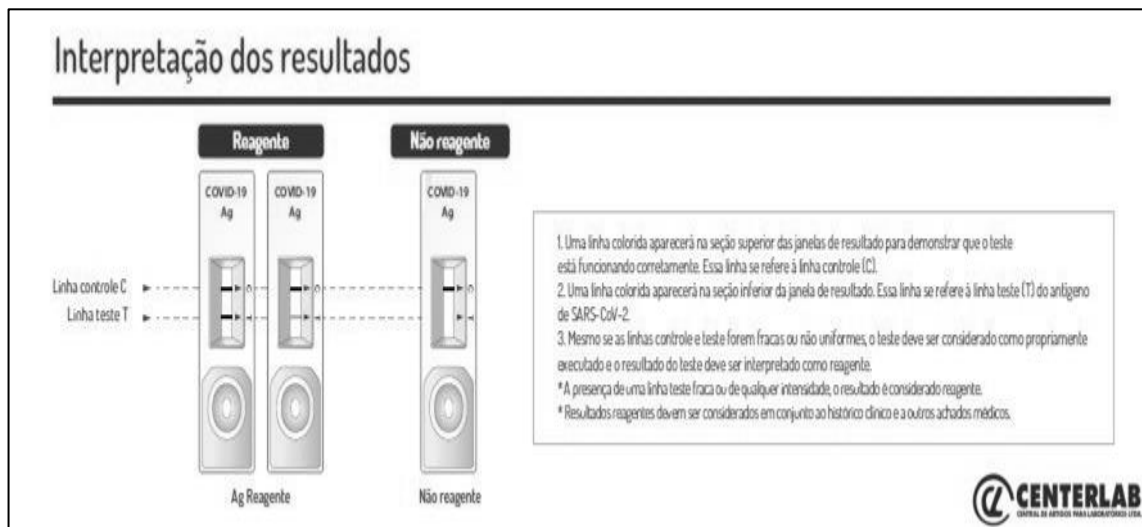 Interpretação dos resultados
Reagente
Não reagente
COVID-19
Ag
COVID-19
Ag
COVID-19
Ag
Linha controle C
Linha teste T
C
T
C
T
C
T
Ag Reagente
Não reagente
1. Uma linha colorida aparecerá na seção superior das janelas de resultado para demonstrar que o teste
está funcionando corretamente. Essa linha se refere à linha controle (C).
2. Uma linha colorida aparecerá na seção inferior da janela de resultado. Essa linha se refere à linha teste (T) do antígeno
de SARS-CoV-2.
3. Mesmo se as linhas controle e teste forem fracas ou não uniformes, o teste deve ser considerado como propriamente
executado e o resultado do teste deve ser interpretado como reagente.
*A presença de uma linha teste fraca ou de qualquer intensidade, o resultado é considerado reagente.
* Resultados reagentes devem ser considerados em conjunto ao histórico clínico e a outros achados médicos.
CENTERLAB
CENTRAL DE ARTIGOS PARA LABORATÓRIOS LTDA